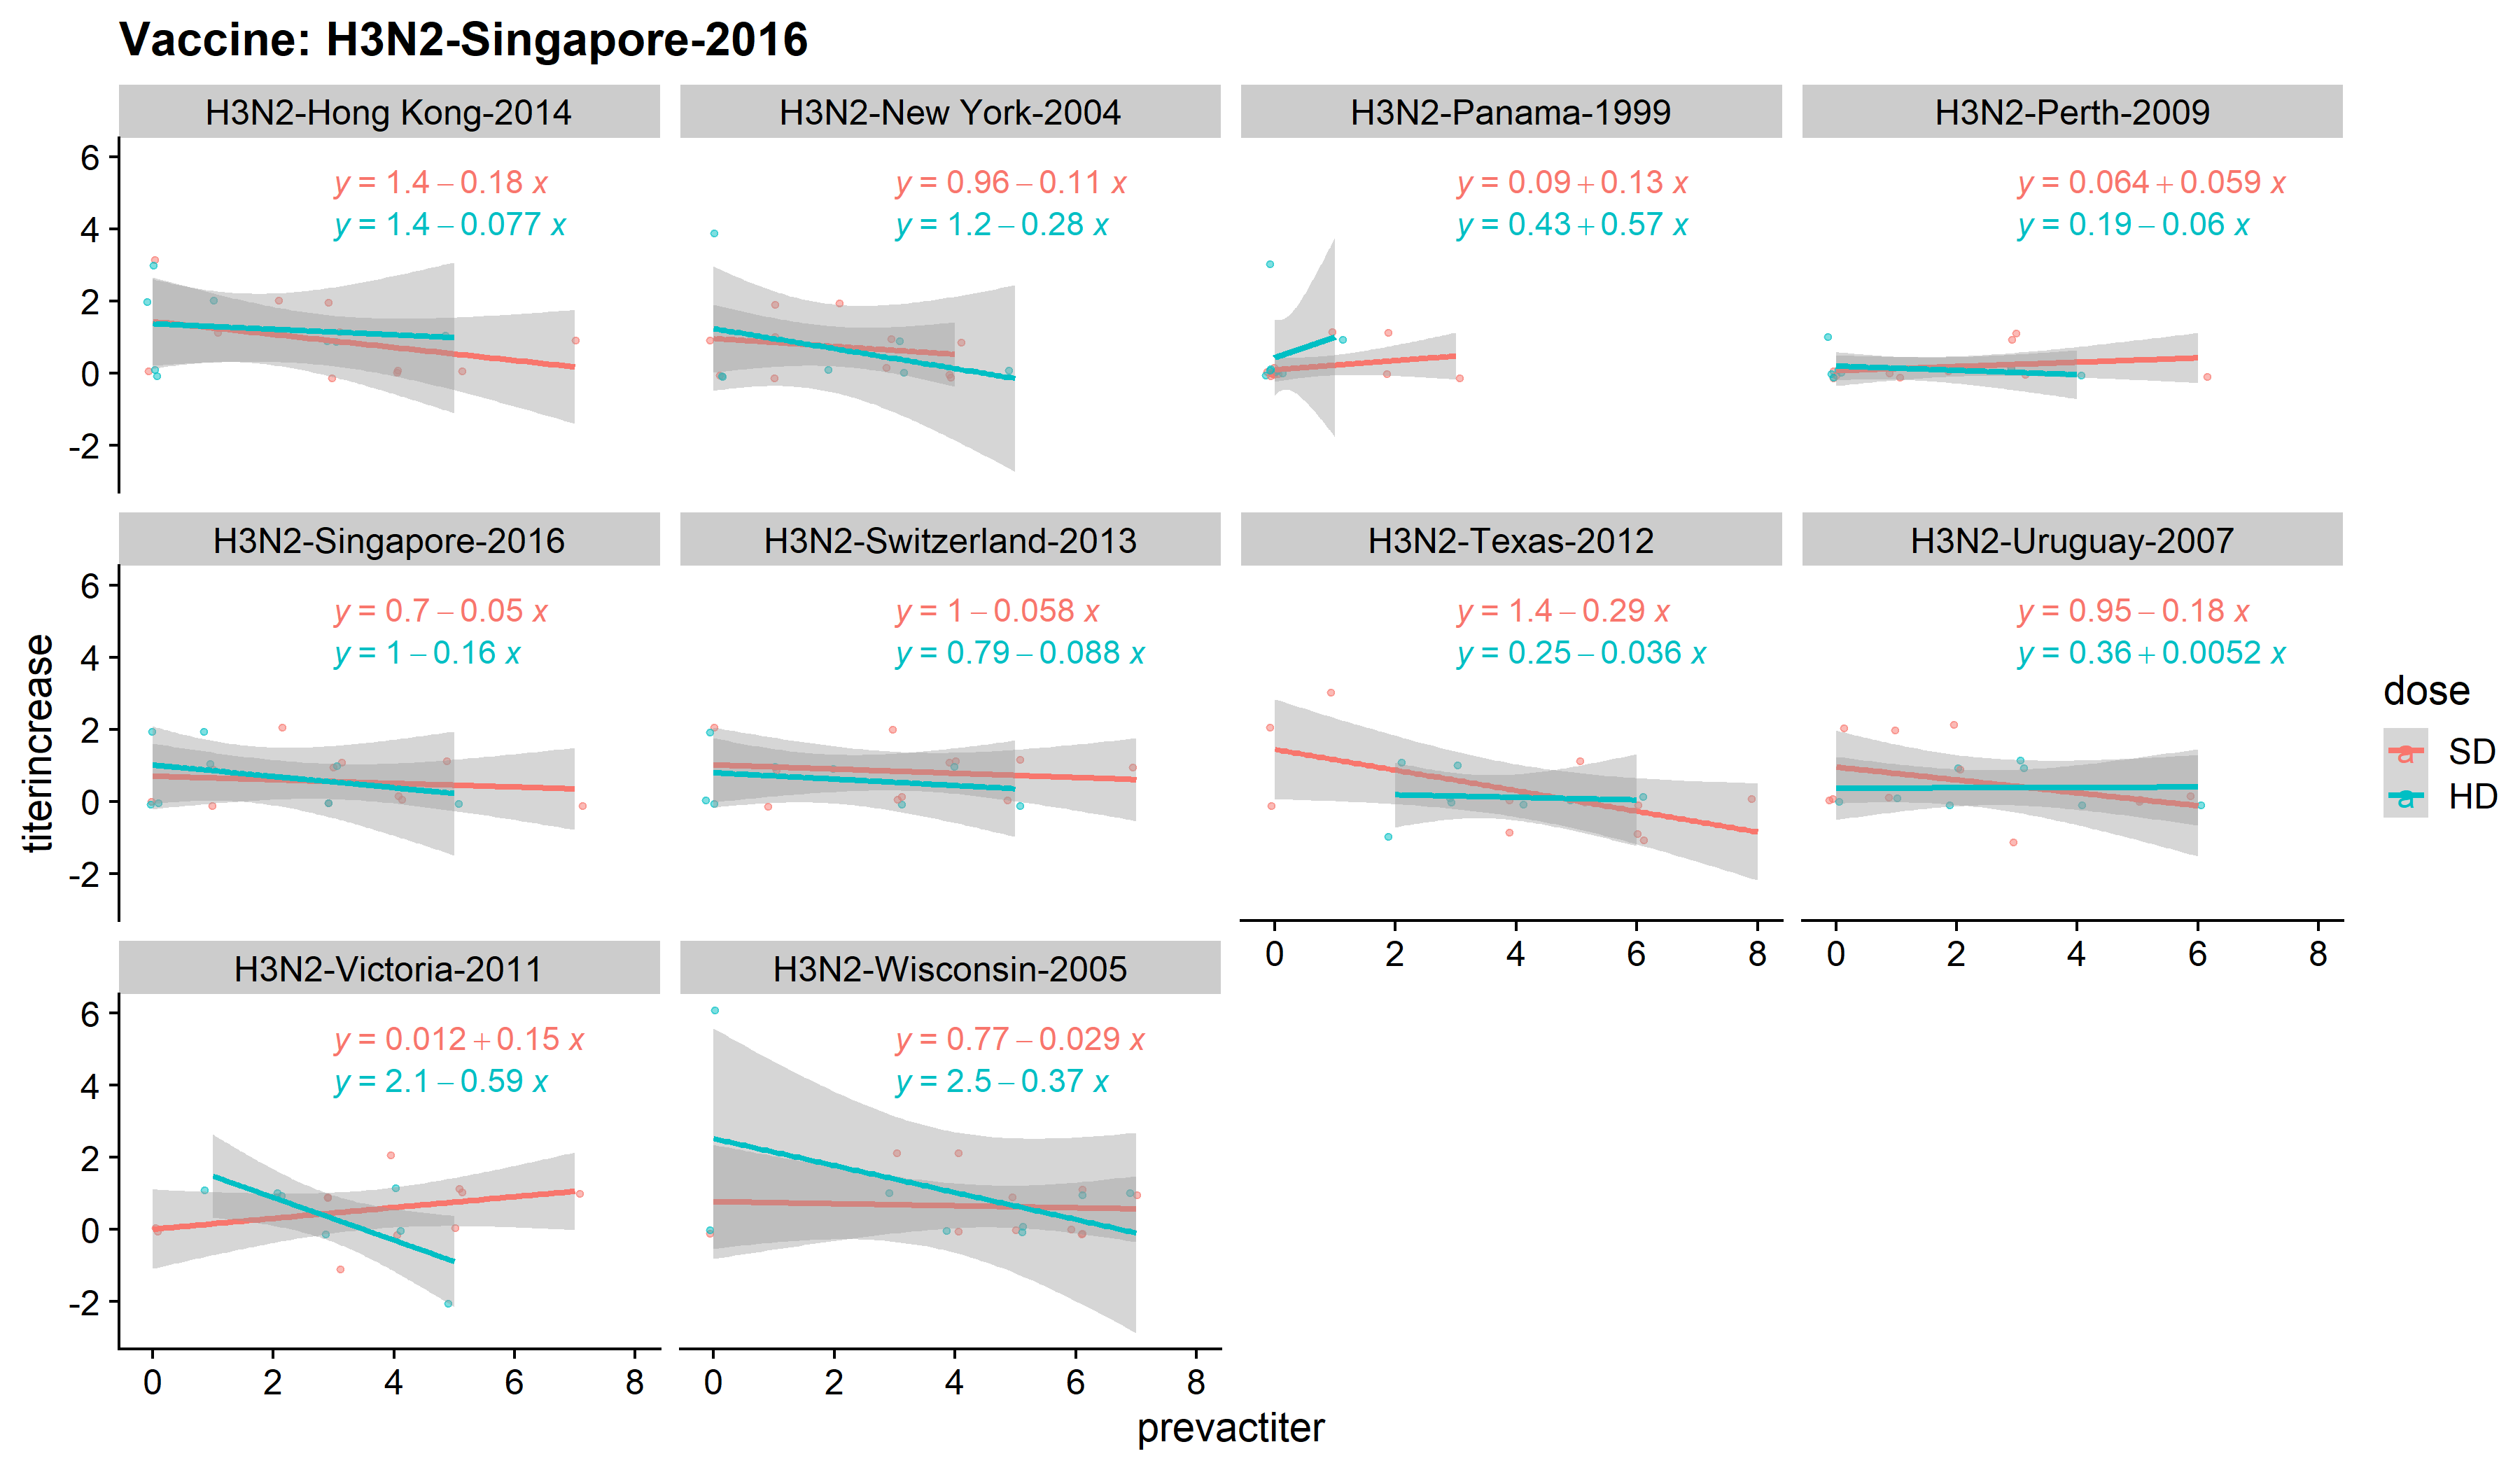 Vaccine: H3N2-Singapore-2016
H3N2-Hong Kong-2014
H3N2-New York-2004
H3N2-Panama-1999
H3N2-Perth-2009
6
4
2
0
-2
y = 1.4 − 0.18 x
y = 1.4 − 0.077 x
y = 0.96 − 0.11 x
y = 1.2 − 0.28 x
y = 0.09 + 0.13 x
y = 0.43 + 0.57 x
y = 0.064 + 0.059 x
y = 0.19 − 0.06 x
H3N2-Singapore-2016
H3N2-Switzerland-2013
H3N2-Texas-2012
H3N2-Uruguay-2007
titerincrease
6
4
2
0
-2
y = 0.7 − 0.05 x
y = 1 − 0.16 x
y = 1 − 0.058 x
y = 0.79 − 0.088 x
y = 1.4 − 0.29 x
y = 0.25 − 0.036 x
y = 0.95 − 0.18 x
y = 0.36 + 0.0052 x
0 2 4 6 8
0 2 4 6 8
dose
a SD
a HD
H3N2-Victoria-2011
H3N2-Wisconsin-2005
6
4
2
0
-2
y = 0.012 + 0.15 x
y = 2.1 − 0.59 x
y = 0.77 − 0.029 x
y = 2.5 − 0.37 x
0 2 4 6 8
0 2 4 6 8
prevactiter